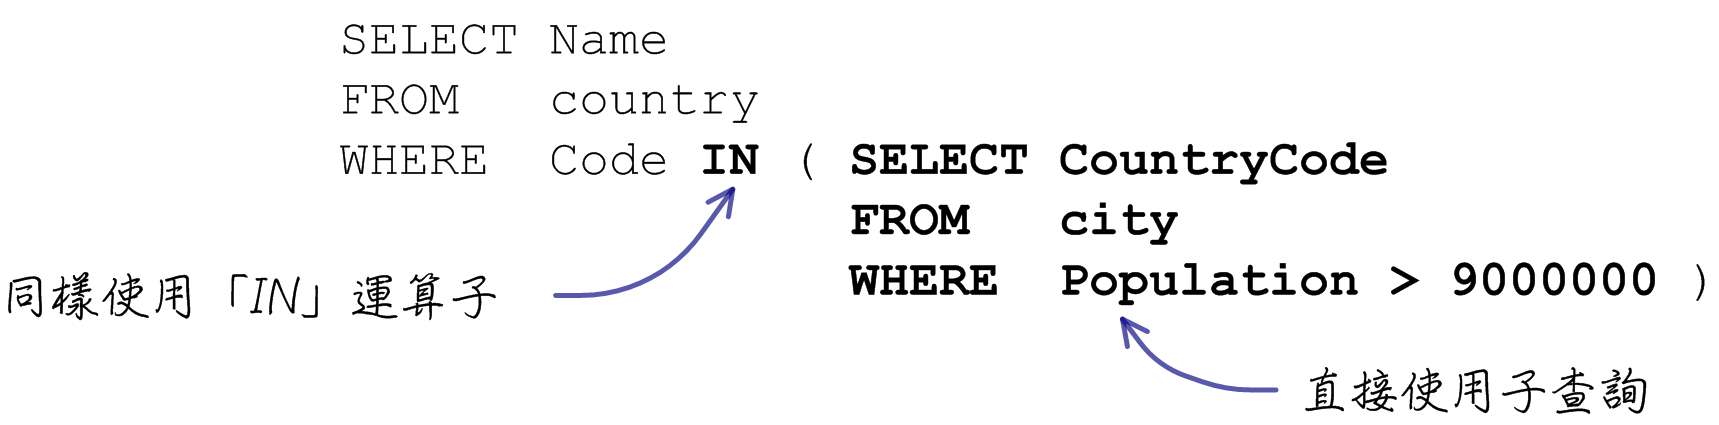 SELECT Name
FROM country
WHERE Code IN ( SELECT CountryCode
FROM city
WHERE Population > 9000000 )
同樣使用「IN」運算子
直接使用子查詢